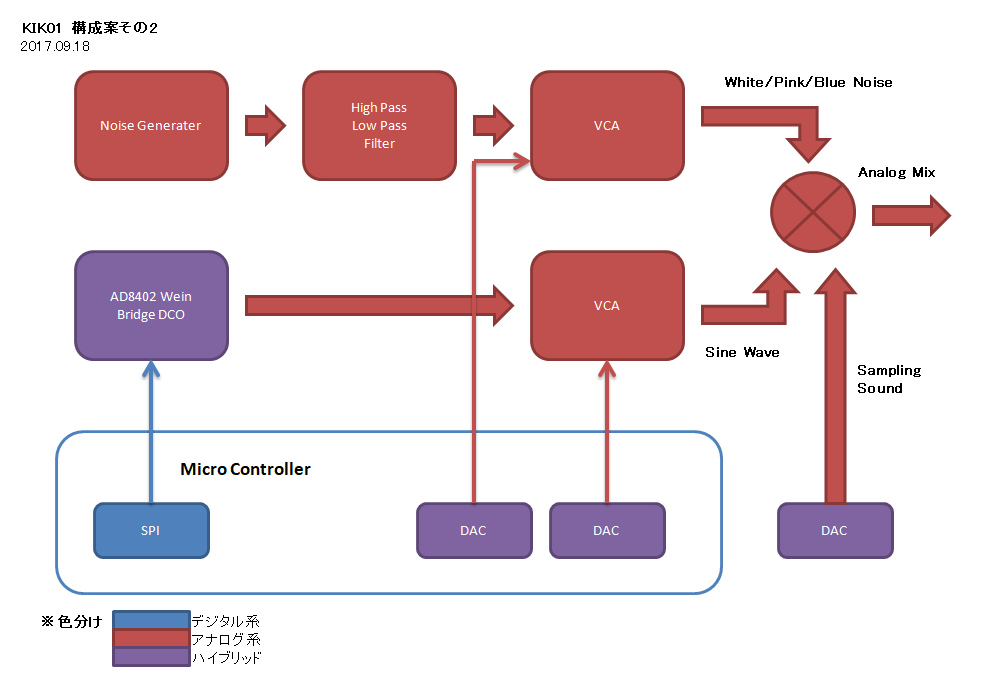 KIK01 構成案その2
2017.09.18
Noise Generater
High Pass
Low Pass
Filter
VCA
White/Pink/Blue Noise
Analog Mix
AD8402 Wein
Bridge DCO
VCA
Sine Wave
Sampling
Sound
Micro Controller
SPI
DAC
DAC
DAC
※色分け
デジタル系
アナログ系
ハイブリッド